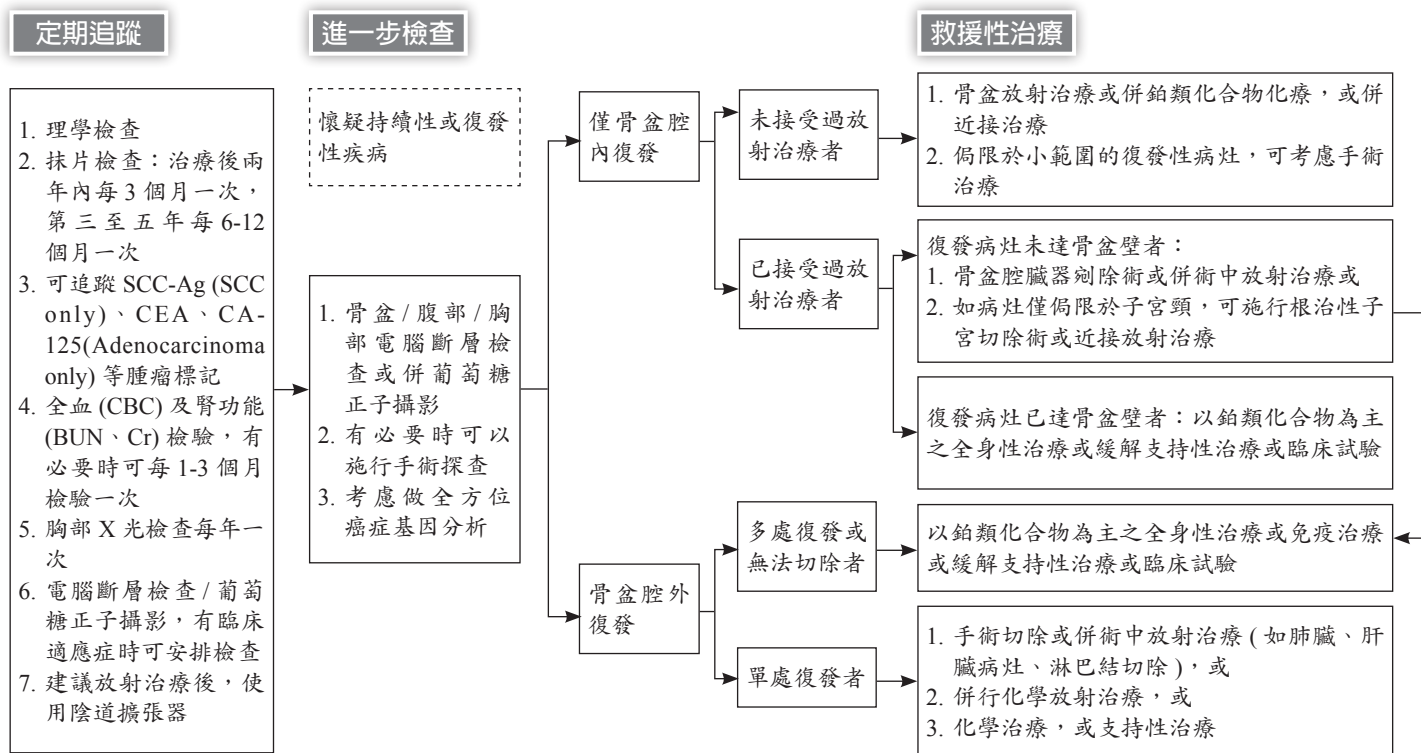 定期追蹤
進一步檢查
救援性治療
1. 理學檢查
2. 抹片檢查：治療後兩
年內每 3 個月一次，
第三至五年每 6-12
個月一次
3. 可追蹤 SCC-Ag (SCC
only)、CEA、CA-
125(Adenocarcinoma
only) 等腫瘤標記
4. 全血 (CBC) 及腎功能
(BUN、Cr) 檢驗，有
必要時可每 1-3 個月
檢驗一次
5. 胸部 X 光檢查每年一
次
6. 電腦斷層檢查 / 葡萄
糖正子攝影，有臨床
適應症時可安排檢查
7. 建議放射治療後，使
用陰道擴張器
懷疑持續性或復發
性疾病
1. 骨盆 / 腹部 / 胸
部電腦斷層檢
查或併葡萄糖
正子攝影
2. 有必要時可以
施行手術探查
3. 考慮做全方位
癌症基因分析
僅骨盆腔
內復發
未接受過放
射治療者
1. 骨盆放射治療或併鉑類化合物化療，或併
近接治療
2. 侷限於小範圍的復發性病灶，可考慮手術
治療
已接受過放
射治療者
復發病灶未達骨盆壁者：
1. 骨盆腔臟器剜除術或併術中放射治療或
2. 如病灶僅侷限於子宮頸，可施行根治性子
宮切除術或近接放射治療
復發病灶已達骨盆壁者：以鉑類化合物為主
之全身性治療或緩解支持性治療或臨床試驗
骨盆腔外
復發
多處復發或
無法切除者
以鉑類化合物為主之全身性治療或免疫治療
或緩解支持性治療或臨床試驗
單處復發者
1. 手術切除或併術中放射治療 ( 如肺臟、肝
臟病灶、淋巴結切除 )，或
2. 併行化學放射治療，或
3. 化學治療，或支持性治療